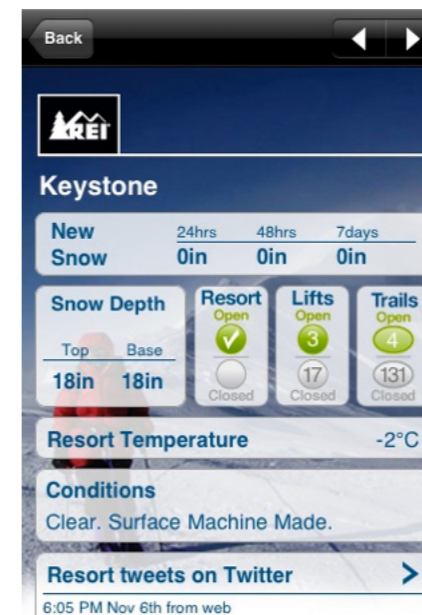 Back
REI
Keystone
New Snow
24hrs 48hrs 7days
0in 0in 0in
Snow Depth
Top Base
18in 18in
Resort
Open
Closed
Lifts
Open
3
17
Closed
Trails
Open
4
131
Closed
Resort Temperature -2°C
Conditions
Clear. Surface Machine Made.
Resort tweets on Twitter
6:05 PM Nov 6th from web